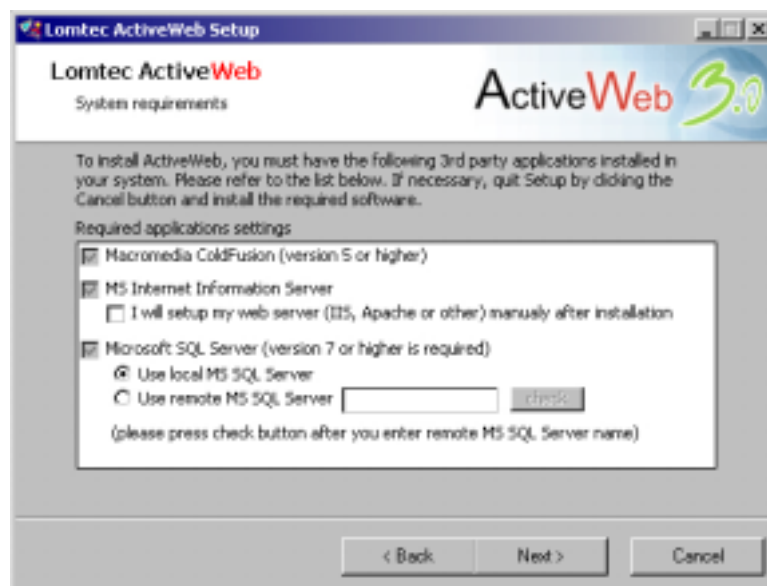 Lomtec ActiveWeb Setup
Lomtec ActiveWeb
System requirements
ActiveWeb 3.0
To install ActiveWeb, you must have the following 3rd party applications installed in
your system. Please refer to the list below. If necessary, quit Setup by clicking the
Cancel button and install the required software.
Required applications settings
Macromedia ColdFusion (version 5 or higher)
MS Internet Information Server
I will setup my web server (IIS, Apache or other) manualy after installation
Microsoft SQL Server (version 7 or higher is required)
Use local MS SQL Server
Use remote MS SQL Server check
(please press check button after you enter remote MS SQL Server name)
< Back Next > Cancel